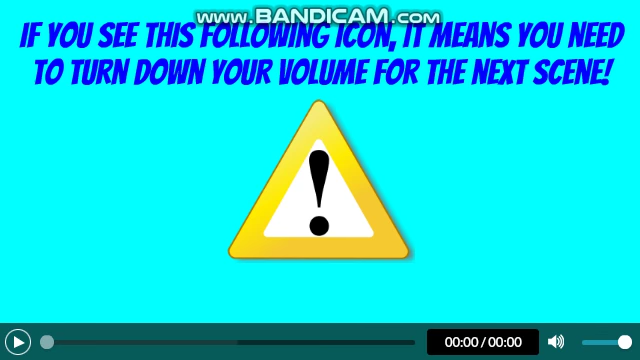 www.BANDICAM.com
IF YOU SEE THIS FOLLOWING ICON, IT MEANS YOU NEED
TO TURN DOWN YOUR VOLUME FOR THE NEXT SCENE!
!
00:00 / 00:00